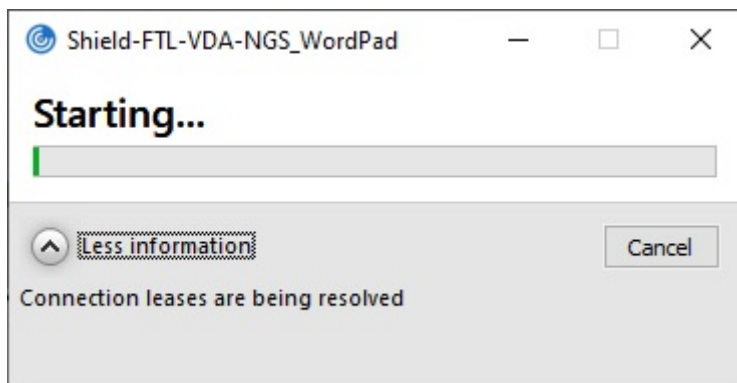 Shield-FTL-VDA-NGS_WordPad
Starting...
Less information
Cancel
Connection leases are being resolved